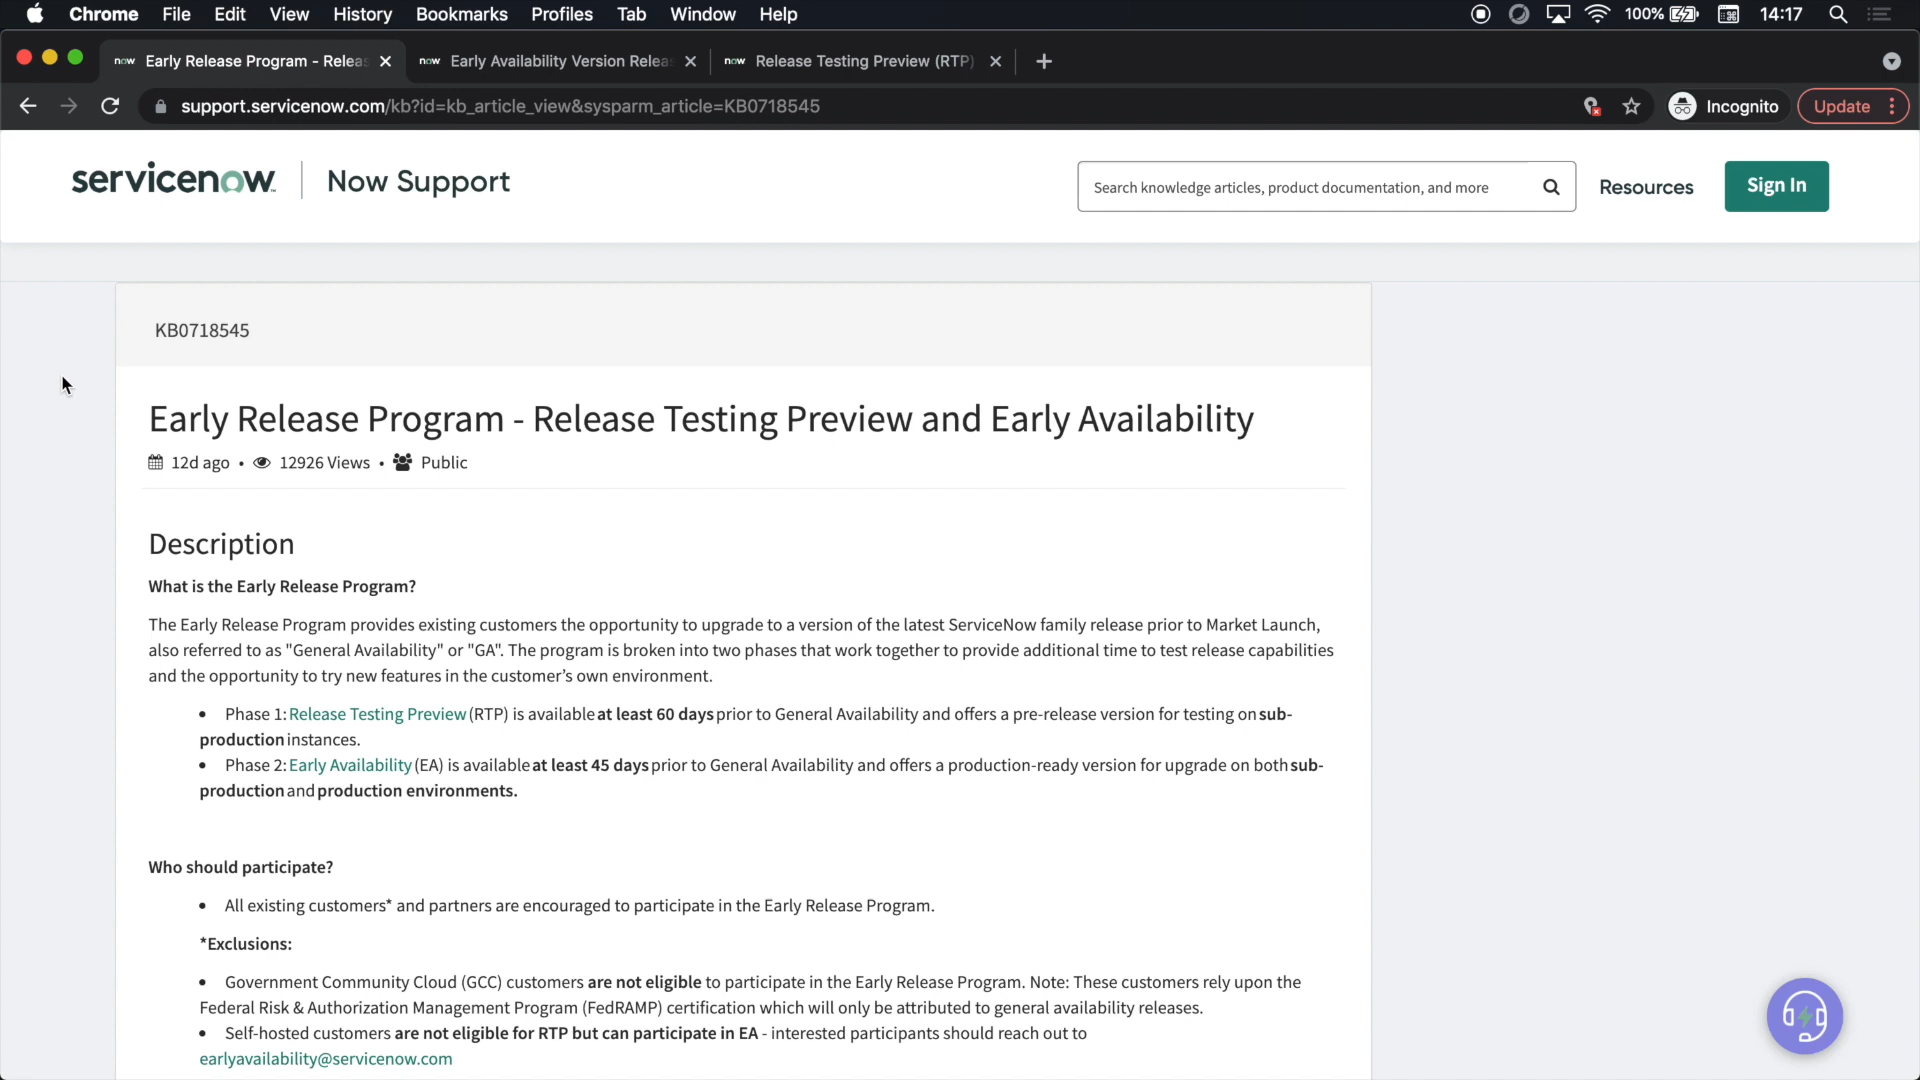 Chrome File Edit View History Bookmarks Profiles Tab Window Help 100% 14:17
now Early Release Program - Releas now Early Availability Version Relea now Release Testing Preview (RTP)
support.servicenow.com/kb?id=kb_article_view&sysparm_article=KB0718545 Incognito Update
servicenow Now Support Search knowledge articles, product documentation, and more Resources Sign In
KB0718545
Early Release Program - Release Testing Preview and Early Availability
12d ago • 12926 Views • Public
Description
What is the Early Release Program?
The Early Release Program provides existing customers the opportunity to upgrade to a version of the latest ServiceNow family release prior to Market Launch,
also referred to as "General Availability" or "GA". The program is broken into two phases that work together to provide additional time to test release capabilities
and the opportunity to try new features in the customer’s own environment.
• Phase 1: Release Testing Preview (RTP) is available at least 60 days prior to General Availability and offers a pre-release version for testing on sub-
production instances.
• Phase 2: Early Availability (EA) is available at least 45 days prior to General Availability and offers a production-ready version for upgrade on both sub-
production and production environments.
Who should participate?
• All existing customers* and partners are encouraged to participate in the Early Release Program.
*Exclusions:
• Government Community Cloud (GCC) customers are not eligible to participate in the Early Release Program. Note: These customers rely upon the
Federal Risk & Authorization Management Program (FedRAMP) certification which will only be attributed to general availability releases.
• Self-hosted customers are not eligible for RTP but can participate in EA - interested participants should reach out to
earlyavailability@servicenow.com